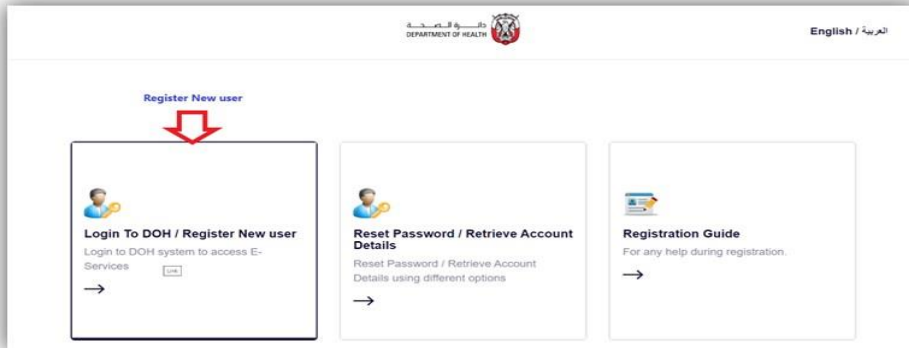 دائـــرة الـصـحـــة
DEPARTMENT OF HEALTH
English / العربية
Register New user
Login To DOH / Register New user
Login to DOH system to access E-
Services
Reset Password / Retrieve Account
Details
Reset Password / Retrieve Account
Details using different options
Registration Guide
For any help during registration.